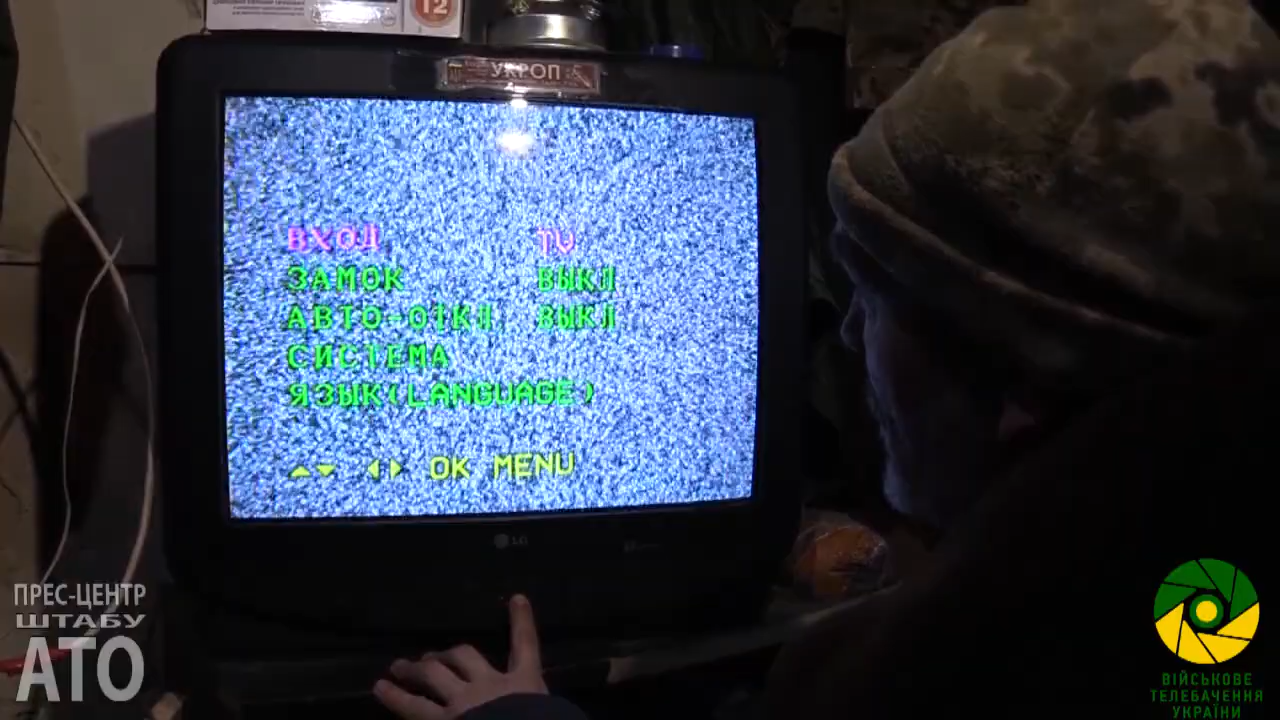 T2
УКРОП
ВХОД TV
ЗАМОК ВЫКЛ
АВТО-ОТКЛ ВЫКЛ
СИСТЕМА
ЯЗЫК(LANGUAGE)
OK MENU
LG
ПРЕС-ЦЕНТР
ШТАБУ
АТО
ВІЙСЬКОВЕ
ТЕЛЕБАЧЕННЯ
УКРАЇНИ